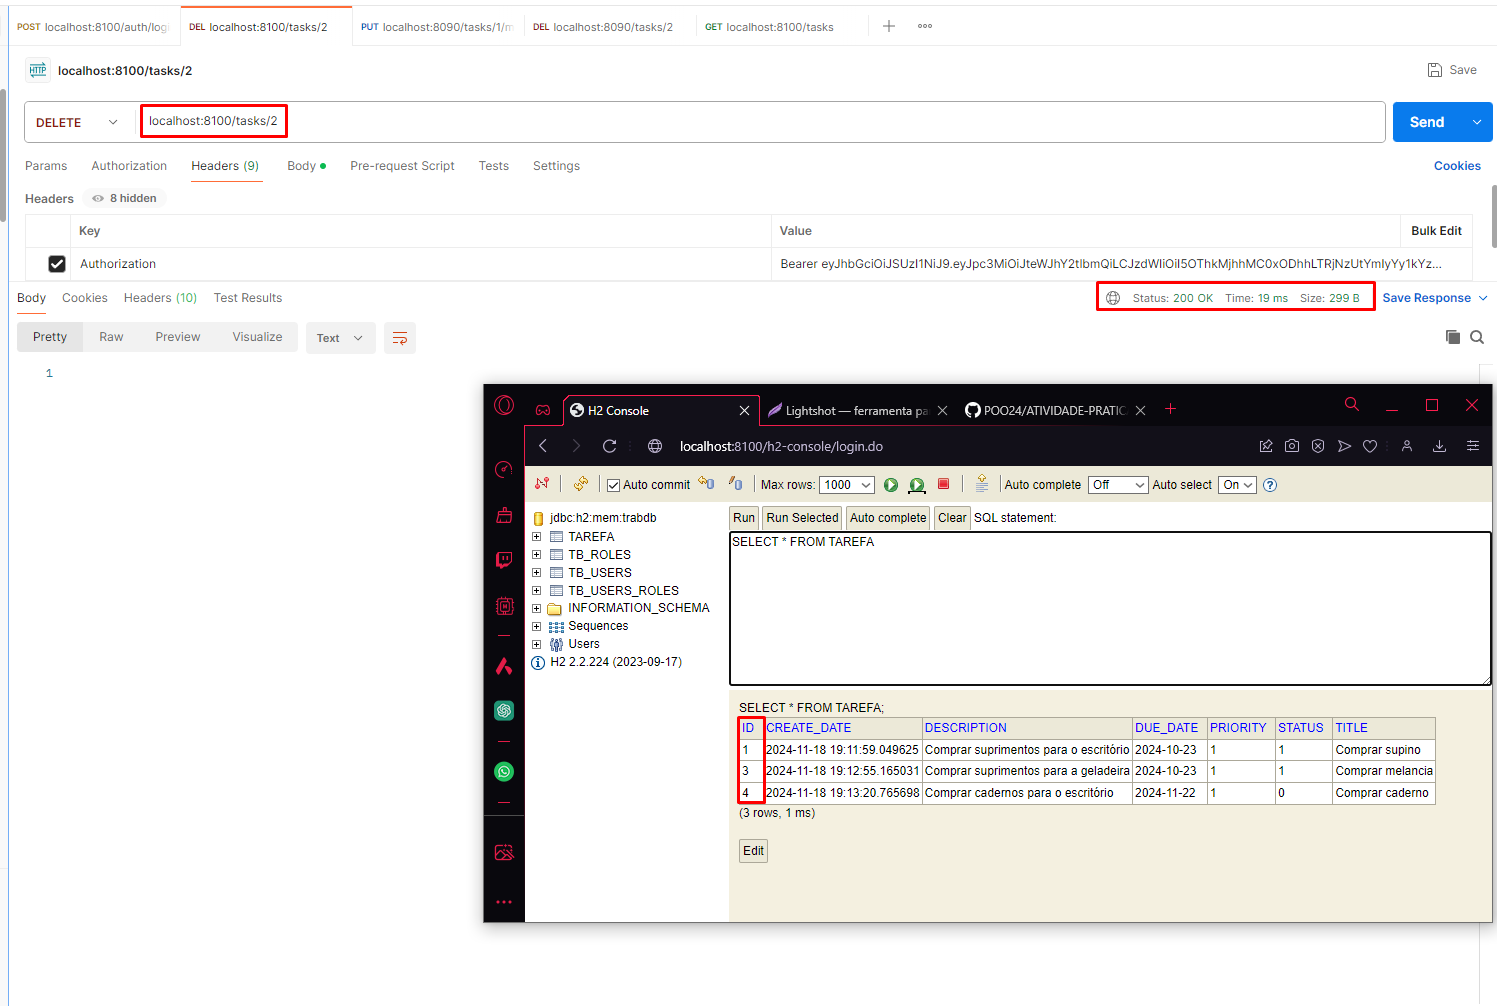 POST localhost:8100/auth/logi
DEL localhost:8100/tasks/2
PUT localhost:8090/tasks/1/m
DEL localhost:8090/tasks/2
GET localhost:8100/tasks
HTTP localhost:8100/tasks/2
Save
DELETE
localhost:8100/tasks/2
Send
Params Authorization Headers (9) Body Pre-request Script Tests Settings
Cookies
Headers 8 hidden
Key Value Bulk Edit
Authorization
Body Cookies Headers (10) Test Results
Status: 200 OK Time: 19 ms Size: 299 B Save Response
Pretty Raw Preview Visualize Text
1
H2 Console
Lightshot — ferramenta pa
POO24/ATIVIDADE-PRATIC
localhost:8100/h2-console/login.do
Auto commit Max rows: 1000 Auto complete Off Auto select On
jdbc:h2:mem:trabdb
TAREFA
TB_ROLES
TB_USERS
TB_USERS_ROLES
INFORMATION_SCHEMA
Sequences
Users
H2 2.2.224 (2023-09-17)
Run Run Selected Auto complete Clear SQL statement:
SELECT * FROM TAREFA
SELECT * FROM TAREFA;
ID CREATE_DATE DESCRIPTION DUE_DATE PRIORITY STATUS TITLE
1 2024-11-18 19:11:59.049625 Comprar suprimentos para o escritório 2024-10-23 1 1 Comprar supino
3 2024-11-18 19:12:55.165031 Comprar suprimentos para a geladeira 2024-10-23 1 1 Comprar melancia
4 2024-11-18 19:13:20.765698 Comprar cadernos para o escritório 2024-11-22 1 0 Comprar caderno
(3 rows, 1 ms)
Edit